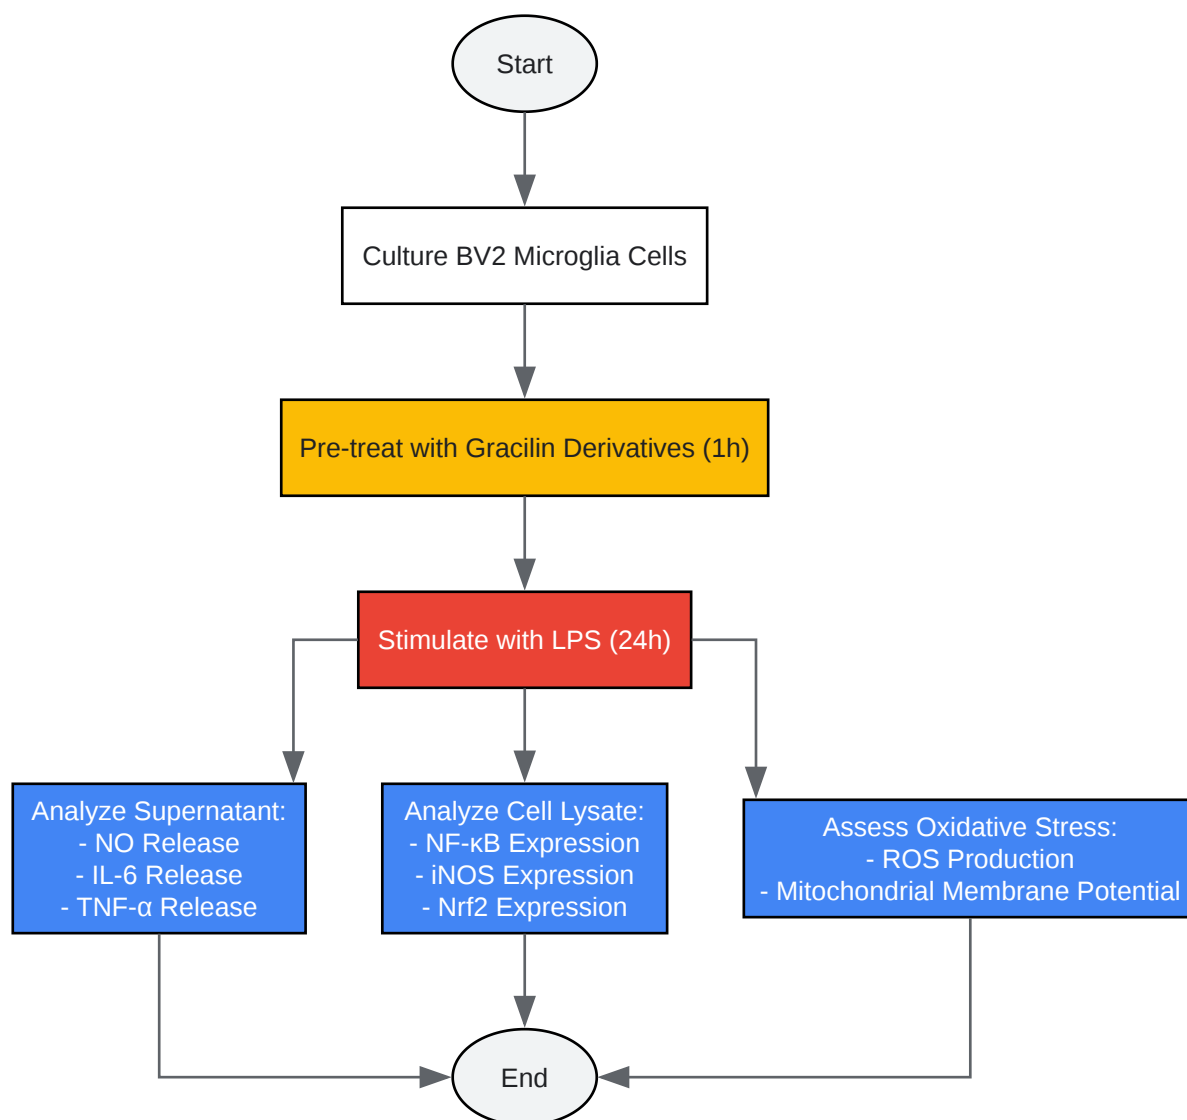 Start
Culture BV2 Microglia Cells
Pre-treat with Gracilin Derivatives (1h)
Stimulate with LPS (24h)
Analyze Supernatant:
- NO Release
- IL-6 Release
- TNF-α Release
Analyze Cell Lysate:
- NF-κB Expression
- iNOS Expression
- Nrf2 Expression
Assess Oxidative Stress:
- ROS Production
- Mitochondrial Membrane Potential
End